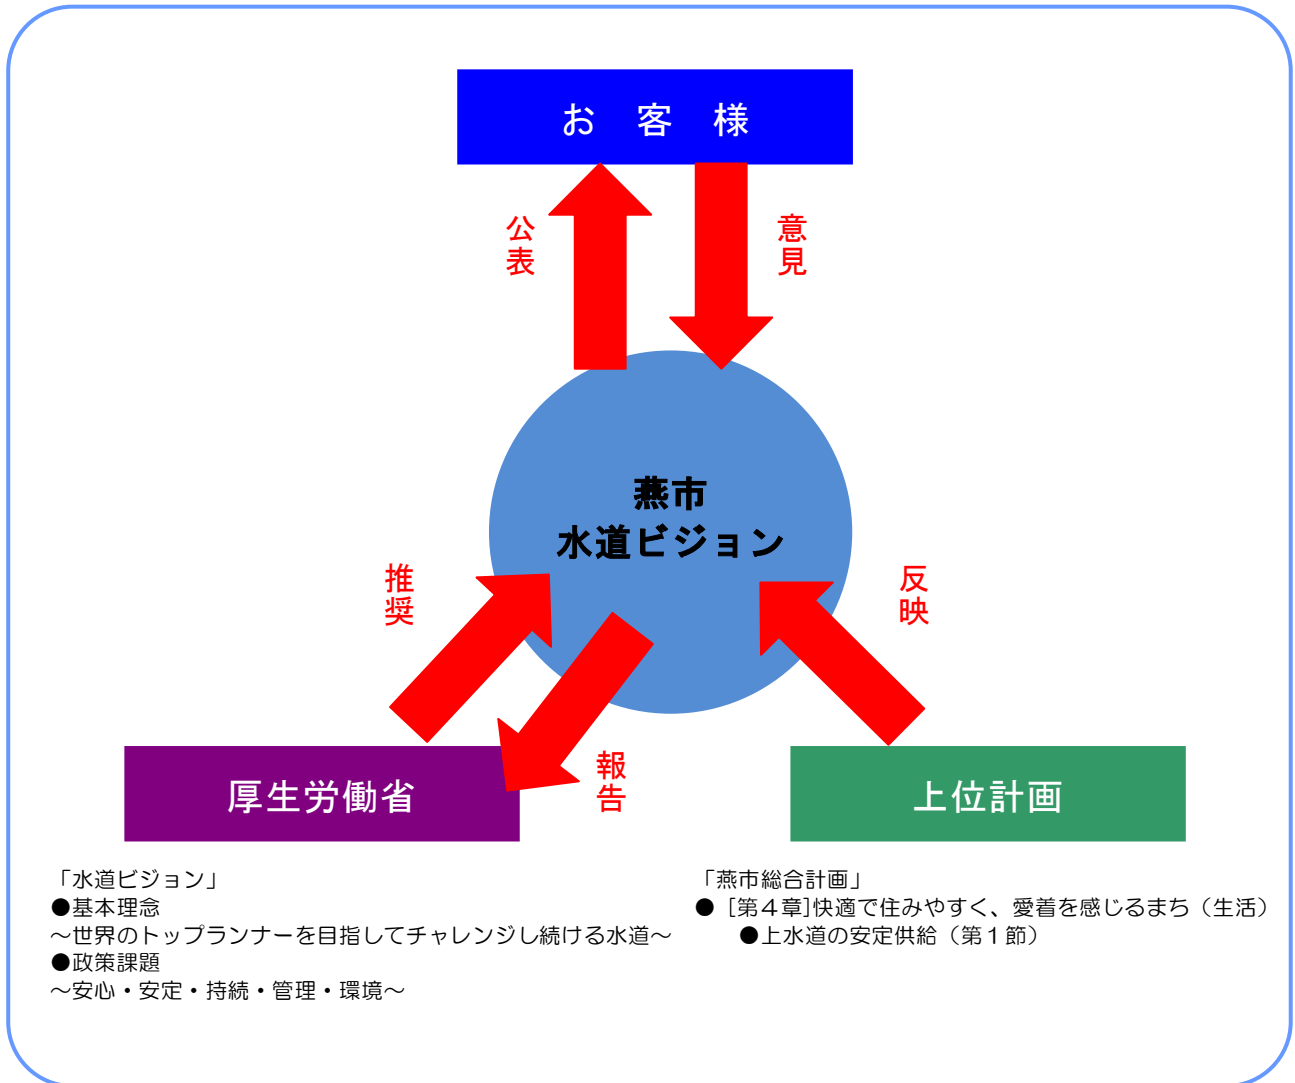 お　客　様
公表
意見
燕市
水道ビジョン
推奨
反映
報告
厚生労働省
上位計画
「水道ビジョン」
●基本理念
～世界のトップランナーを目指してチャレンジし続ける水道～
●政策課題
～安心・安定・持続・管理・環境～
「燕市総合計画」
●［第４章]快適で住みやすく、愛着を感じるまち（生活）
●上水道の安定供給（第１節）